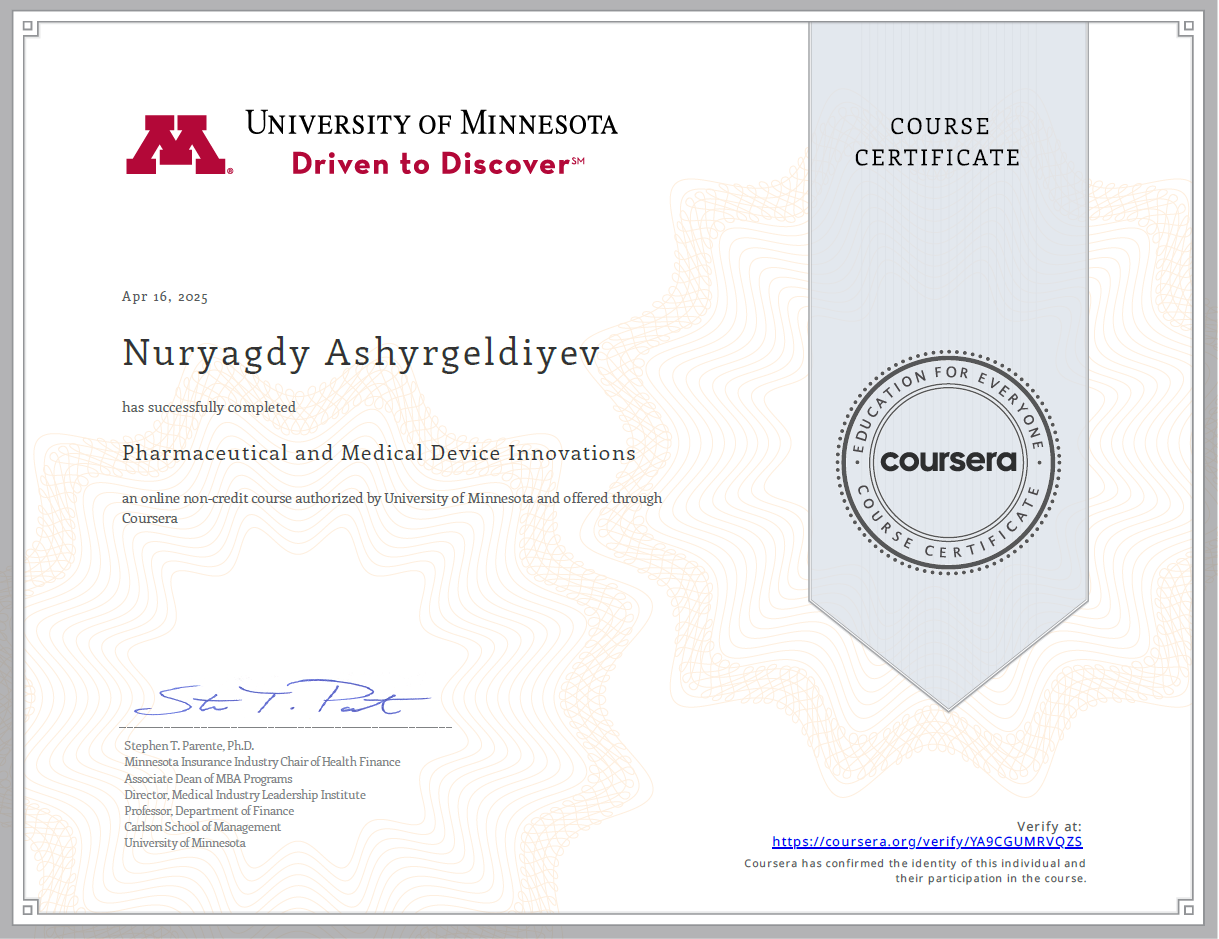 UNIVERSITY OF MINNESOTA
Driven to Discover℠
COURSE
CERTIFICATE
Apr 16, 2025
Nuryagdy Ashyrgeldiyev
has successfully completed
Pharmaceutical and Medical Device Innovations
an online non-credit course authorized by University of Minnesota and offered through
Coursera
EDUCATION FOR EVERYONE
coursera
COURSE CERTIFICATE
Stephen T. Parente, Ph.D.
Minnesota Insurance Industry Chair of Health Finance
Associate Dean of MBA Programs
Director, Medical Industry Leadership Institute
Professor, Department of Finance
Carlson School of Management
University of Minnesota
Verify at:
https://coursera.org/verify/YA9CGUMRVQZS
Coursera has confirmed the identity of this individual and
their participation in the course.